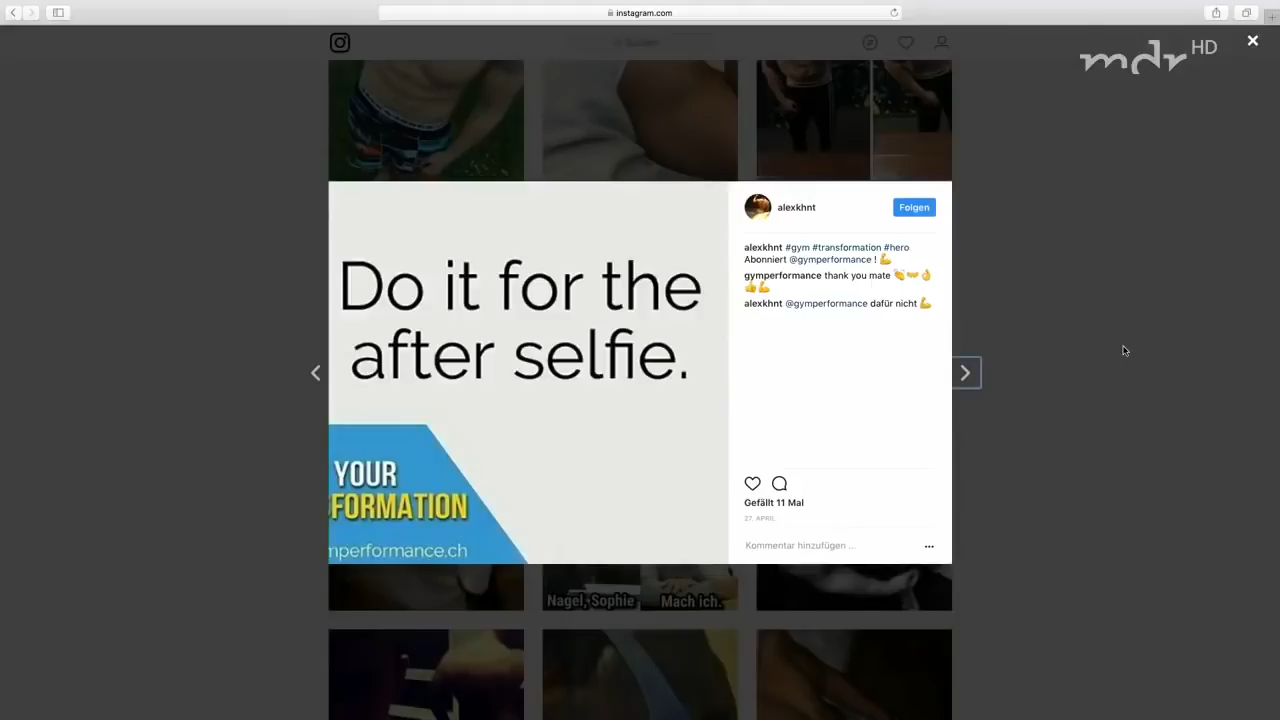 instagram.com
mdr HD
alexkhnt
Folgen
Do it for the
after selfie.
alexkhnt #gym #transformation #hero
Abonniert @gymperformance ! 💪
gymperformance thank you mate 👏🤝👌
👍💪
alexkhnt @gymperformance dafür nicht 💪
YOUR
FORMATION
mperformance.ch
Gefällt 11 Mal
27. APRIL
Kommentar hinzufügen ...
Nagel, Sophie
Mach ich.